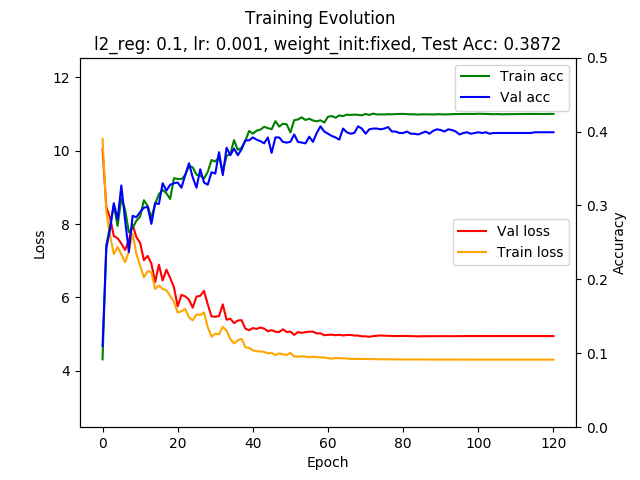 Training Evolution
l2_reg: 0.1, lr: 0.001, weight_init:fixed, Test Acc: 0.3872
Train acc
Val acc
Val loss
Train loss
Loss
12
10
8
6
4
Accuracy
0.5
0.4
0.3
0.2
0.1
0.0
0 20 40 60 80 100 120
Epoch